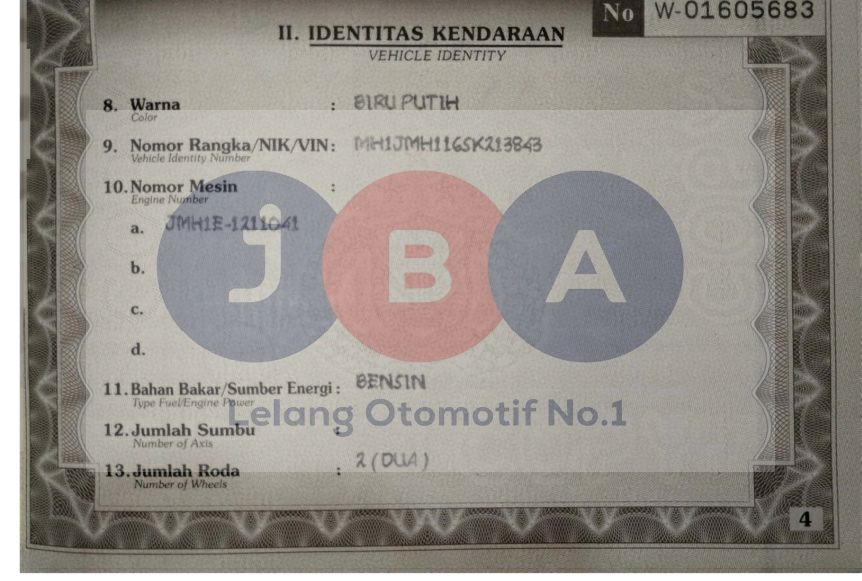 No W-01605683
II. IDENTITAS KENDARAAN
VEHICLE IDENTITY
8. Warna : BIRU PUTIH
Color
9. Nomor Rangka/NIK/VIN: MH1JMH116SK213843
Vehicle Identity Number
10. Nomor Mesin :
Engine Number
a. JMH1E-1211041
b.
c.
d.
JBA
11. Bahan Bakar/Sumber Energi : BENSIN
Type Fuel/Engine Power
Lelang Otomotif No.1
12. Jumlah Sumbu :
Number of Axis
13. Jumlah Roda : 2 (DUA)
Number of Wheels
4